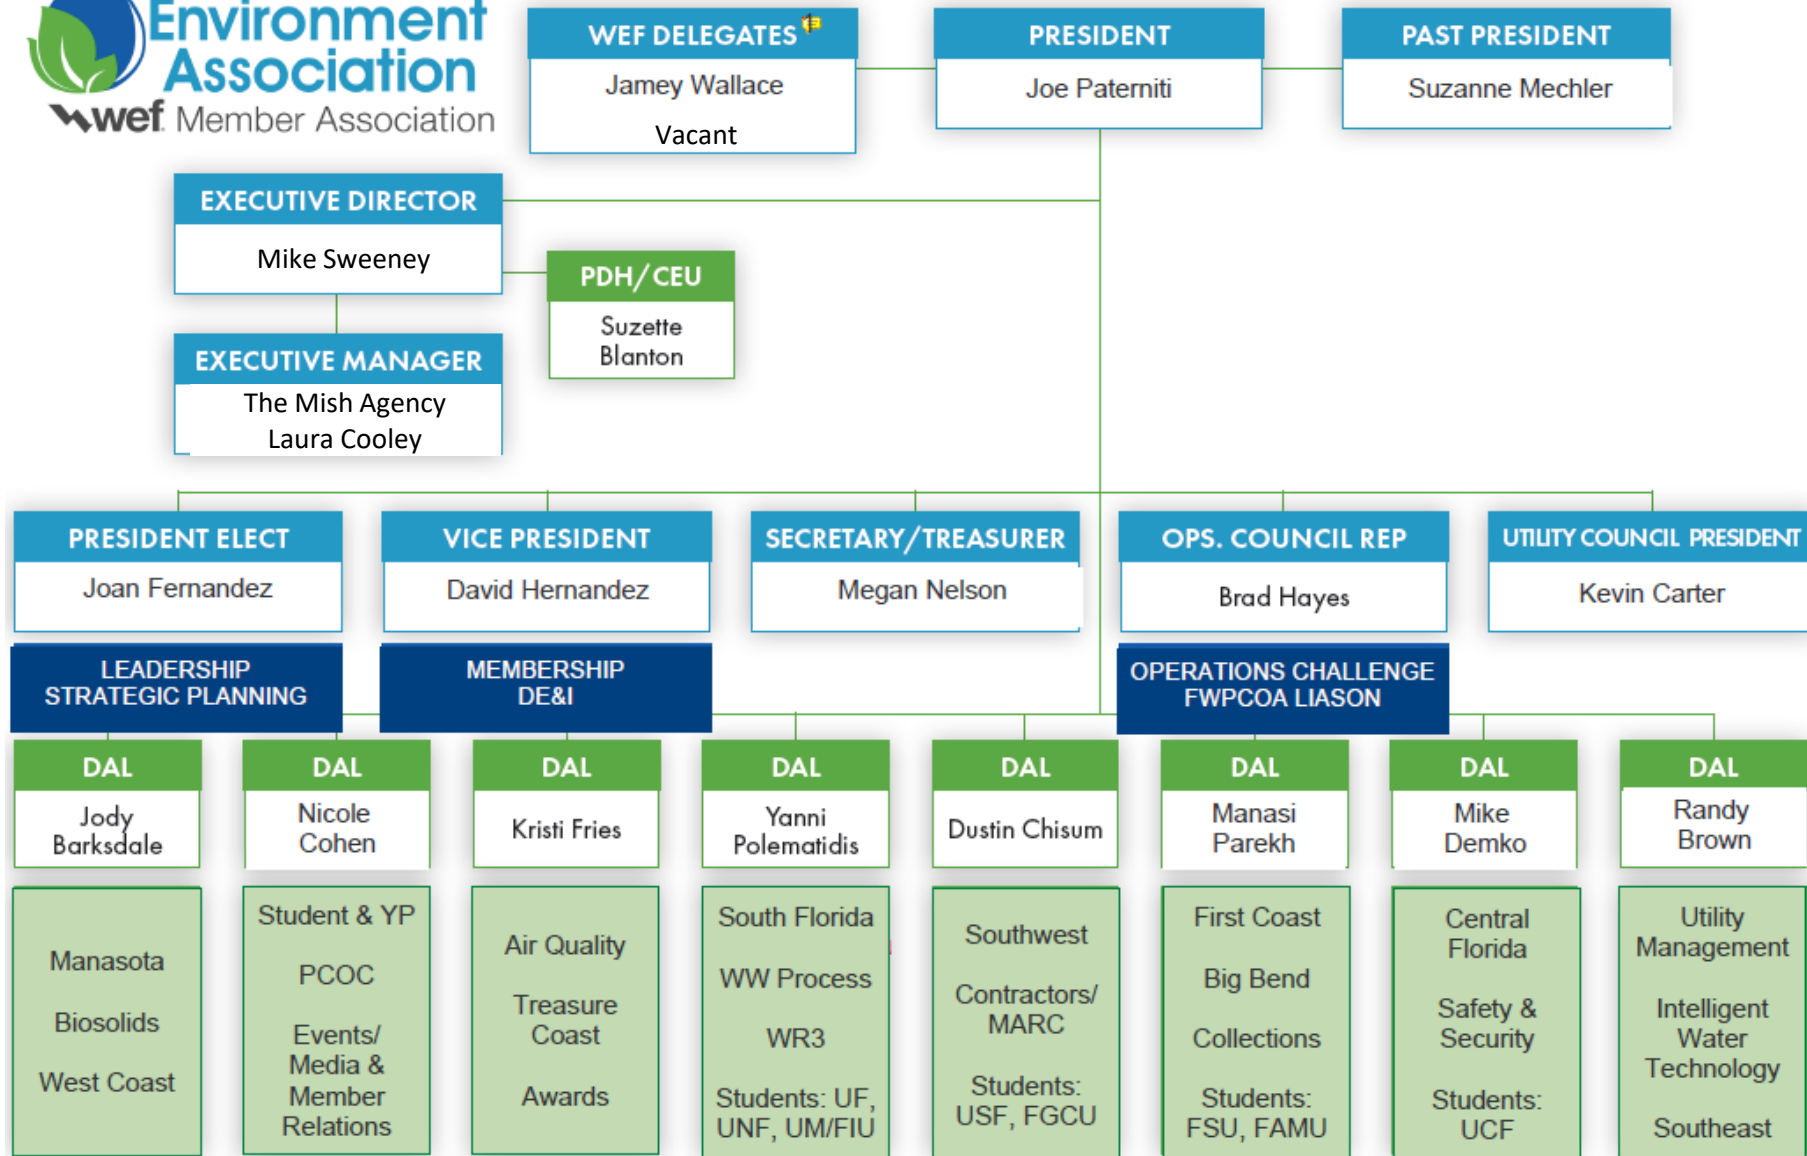 Environment
Association
wef Member Association
WEF DELEGATES
Jamey Wallace
Vacant
PRESIDENT
Joe Paterniti
PAST PRESIDENT
Suzanne Mechler
EXECUTIVE DIRECTOR
Mike Sweeney
PDH/CEU
Suzette
Blanton
EXECUTIVE MANAGER
The Mish Agency
Laura Cooley
PRESIDENT ELECT
Joan Fernandez
LEADERSHIP
STRATEGIC PLANNING
VICE PRESIDENT
David Hernandez
MEMBERSHIP
DE&I
SECRETARY/TREASURER
Megan Nelson
OPS. COUNCIL REP
Brad Hayes
OPERATIONS CHALLENGE
FWPCOA LIASON
UTILITY COUNCIL PRESIDENT
Kevin Carter
DAL
Jody
Barksdale
Manasota
Biosolids
West Coast
DAL
Nicole
Cohen
Student & YP
PCOC
Events/
Media &
Member
Relations
DAL
Kristi Fries
Air Quality
Treasure
Coast
Awards
DAL
Yanni
Polematidis
South Florida
WW Process
WR3
Students: UF,
UNF, UM/FIU
DAL
Dustin Chisum
Southwest
Contractors/
MARC
Students:
USF, FGCU
DAL
Manasi
Parekh
First Coast
Big Bend
Collections
Students:
FSU, FAMU
DAL
Mike
Demko
Central
Florida
Safety &
Security
Students:
UCF
DAL
Randy
Brown
Utility
Management
Intelligent
Water
Technology
Southeast